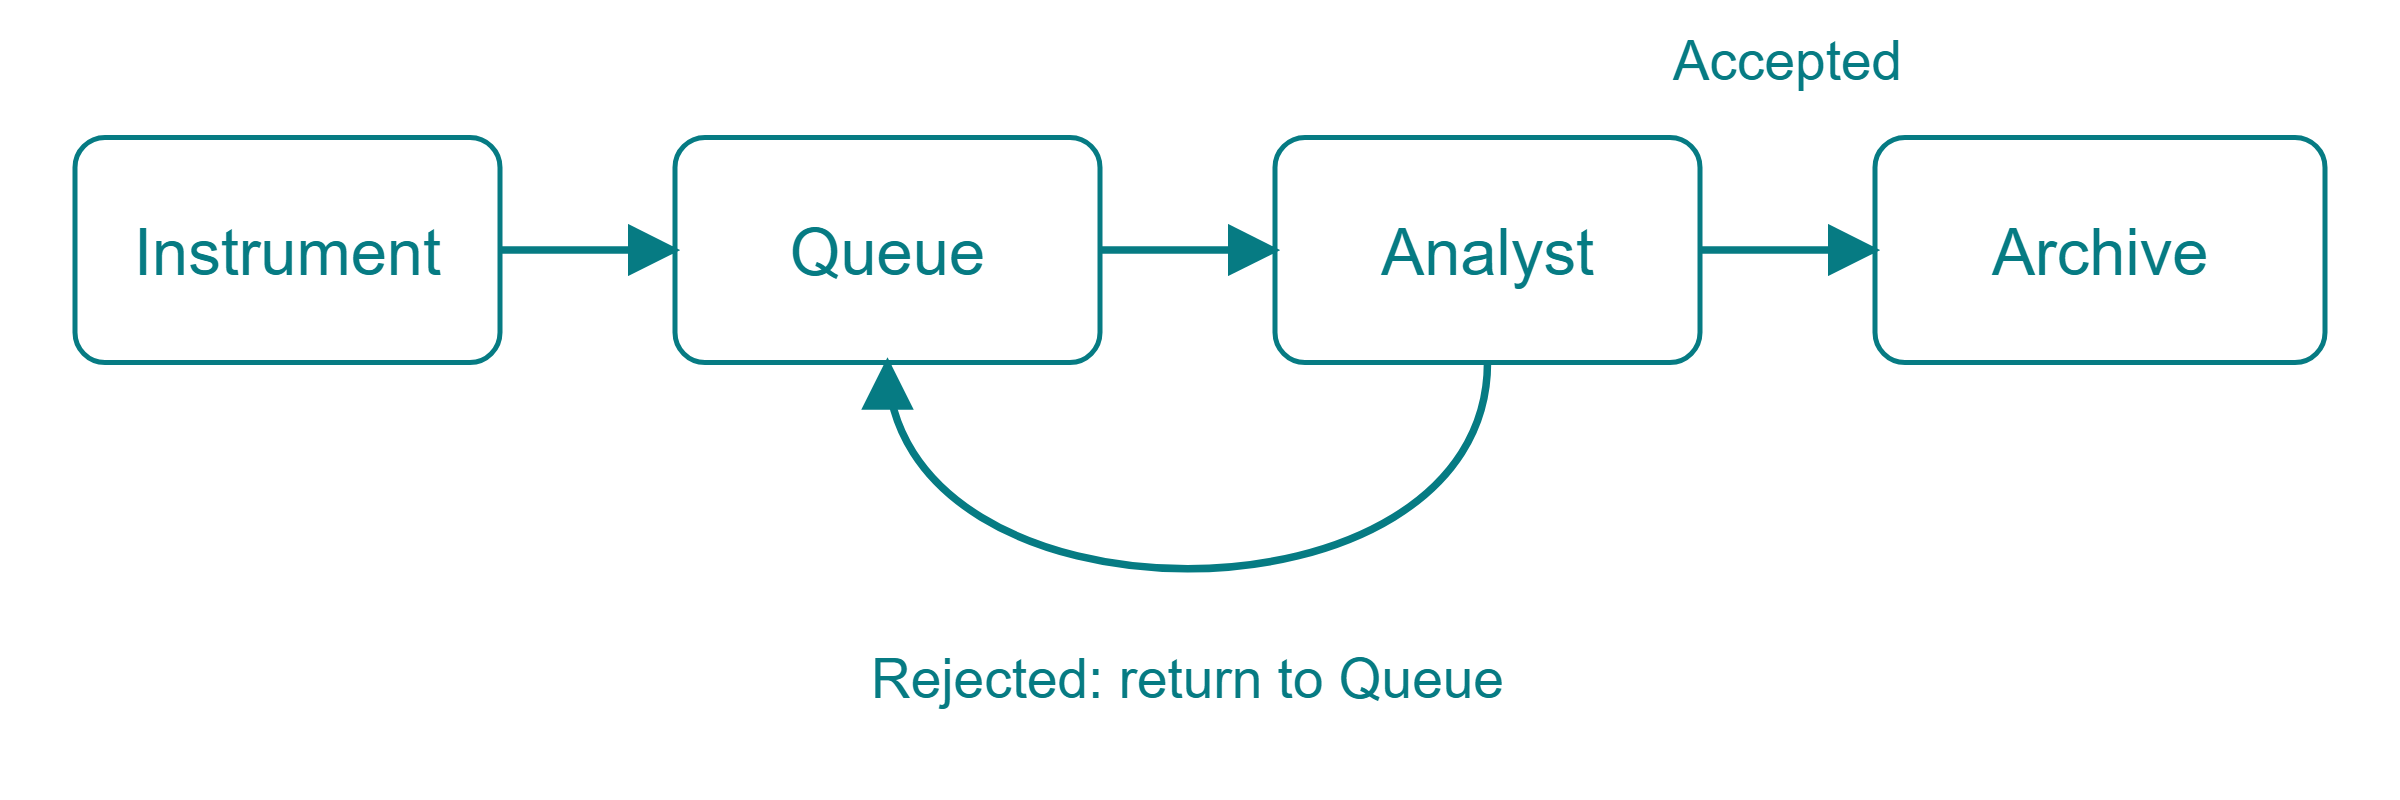 Accepted
Instrument
Queue
Analyst
Archive
Rejected: return to Queue